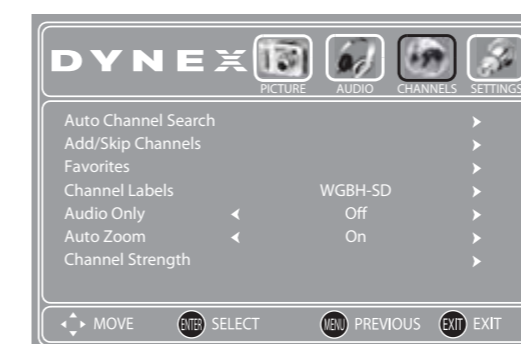 DYNEX
PICTURE AUDIO CHANNELS SETTINGS
Auto Channel Search
Add/Skip Channels
Favorites
Channel Labels WGBH-SD
Audio Only Off
Auto Zoom On
Channel Strength
MOVE ENTER SELECT MENU PREVIOUS EXIT EXIT